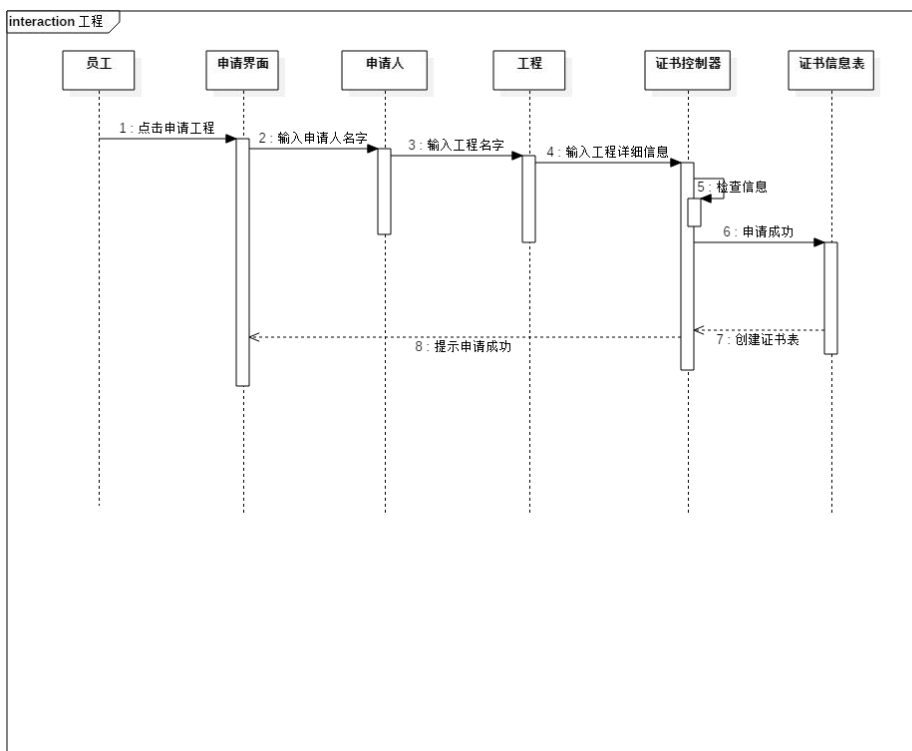 interaction 工程
员工
申请界面
申请人
工程
证书控制器
证书信息表
1 : 点击申请工程
2 : 输入申请人名字
3 : 输入工程名字
4 : 输入工程详细信息
5 : 检查信息
6 : 申请成功
7 : 创建证书表
8 : 提示申请成功